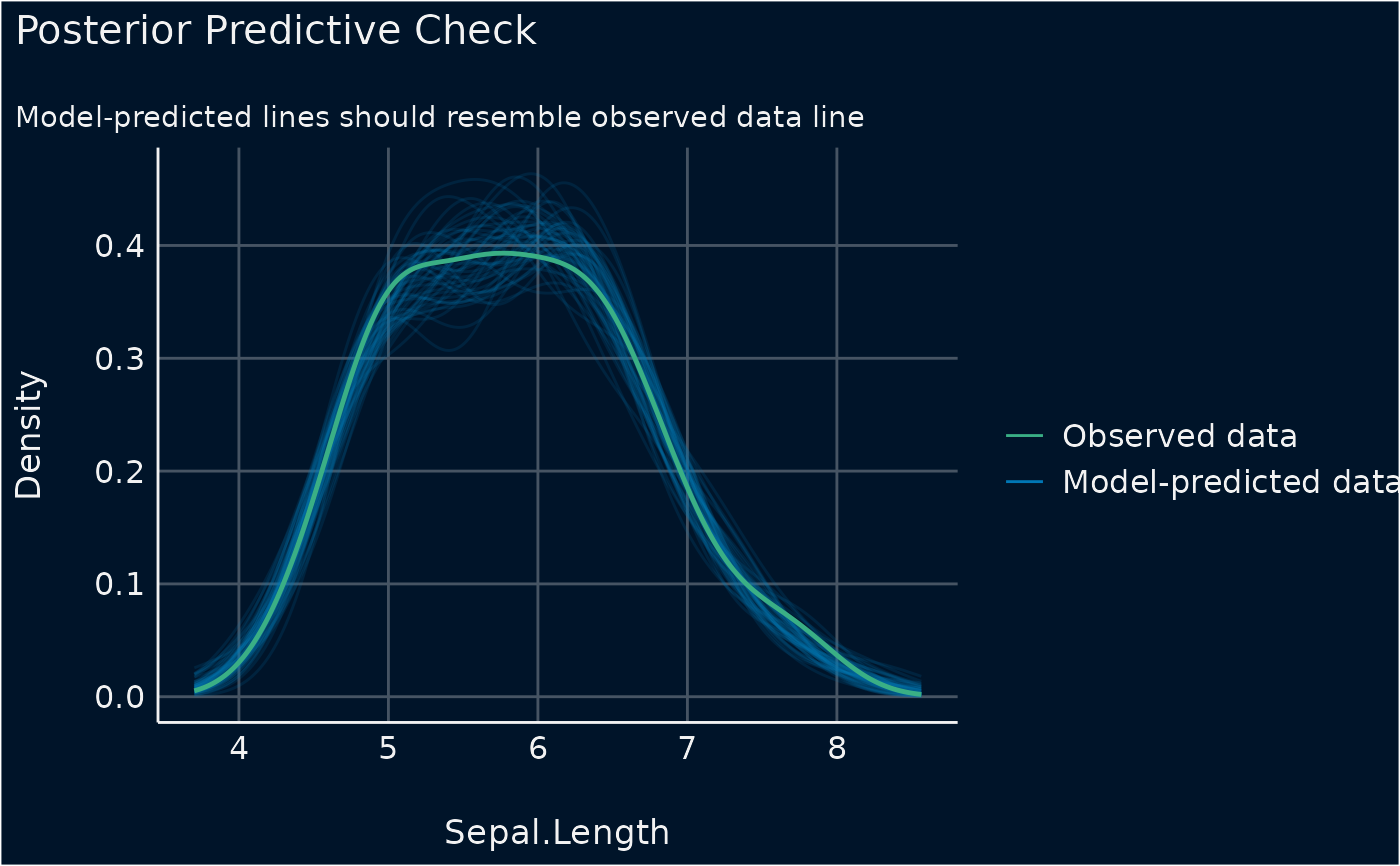 Posterior Predictive Check
Model-predicted lines should resemble observed data line
Density
0.4
0.3
0.2
0.1
0.0
4 5 6 7 8
Sepal.Length
Observed data
Model-predicted data